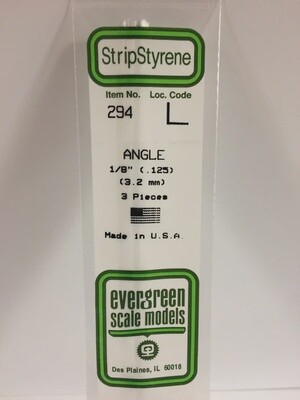 StripStyrene
Item No. Loc. Code
294 L
ANGLE
1/8" (.125)
(3.2 mm)
3 Pieces
Made in U.S.A.
evergreen
scale models
Des Plaines, IL 60018